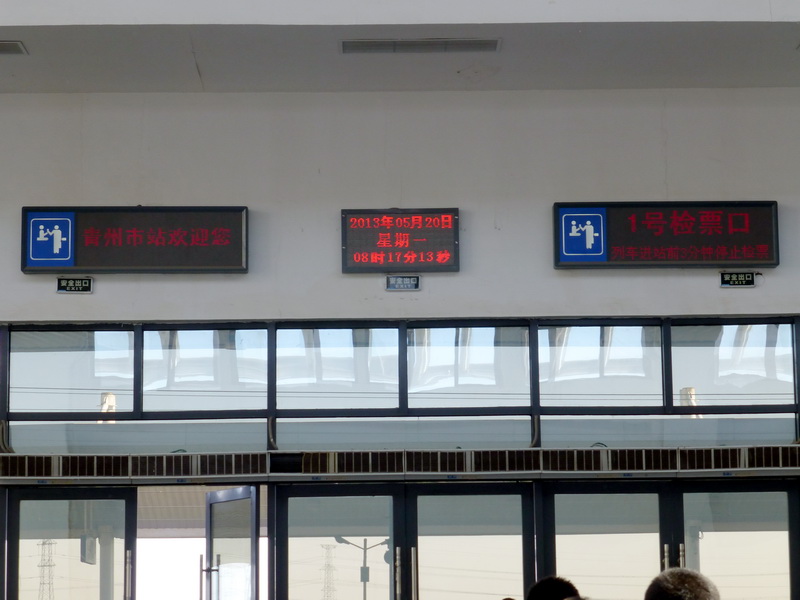 青州市站欢迎您
安全出口
EXIT
2013年05月20日
星期一
08时17分13秒
安全出口
EXIT
1号检票口
列车进站前分钟停止检票
安全出口
EXIT